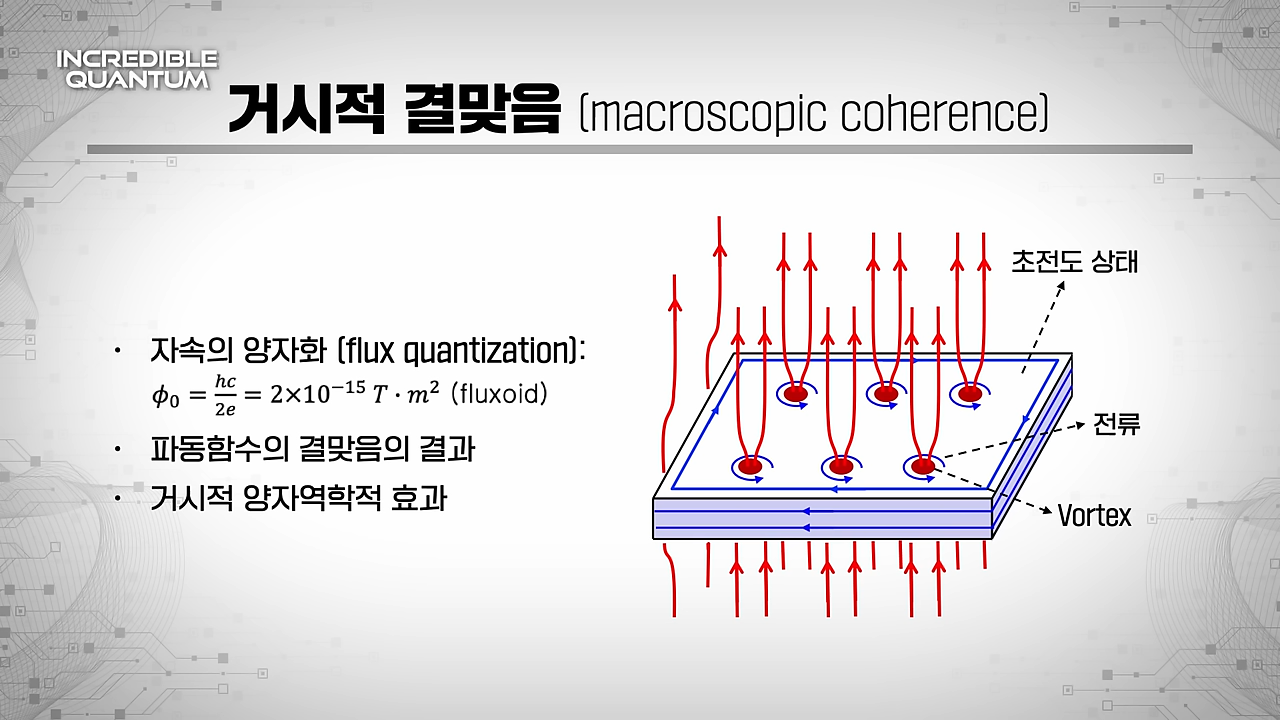 INCREDIBLE
QUANTUM
거시적 결맞음 (macroscopic coherence)
• 자속의 양자화 (flux quantization):
𝜙₀ = hc/2e = 2×10⁻¹⁵ T · m² (fluxoid)
• 파동함수의 결맞음의 결과
• 거시적 양자역학적 효과
초전도 상태
전류
Vortex